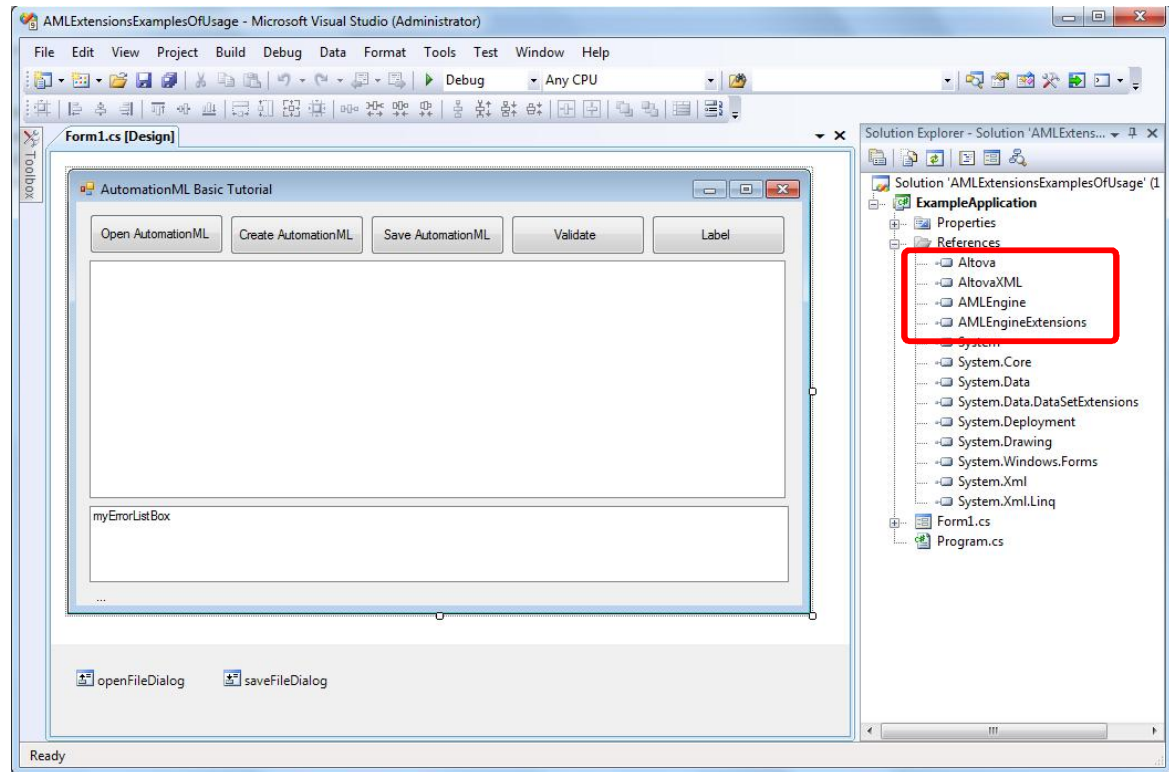 AMLExtensionsExamplesOfUsage - Microsoft Visual Studio (Administrator)
File Edit View Project Build Debug Data Format Tools Test Window Help
Debug Any CPU
Toolbox
Form1.cs [Design]
AutomationML Basic Tutorial
Open AutomationML Create AutomationML Save AutomationML Validate Label
myErrorListBox
...
openFileDialog saveFileDialog
Solution Explorer - Solution 'AMLExtens...
Solution 'AMLExtensionsExamplesOfUsage' (1
ExampleApplication
Properties
References
Altova
AltovaXML
AMLEngine
AMLEngineExtensions
System
System.Core
System.Data
System.Data.DataSetExtensions
System.Deployment
System.Drawing
System.Windows.Forms
System.Xml
System.Xml.Linq
Form1.cs
Program.cs
Ready